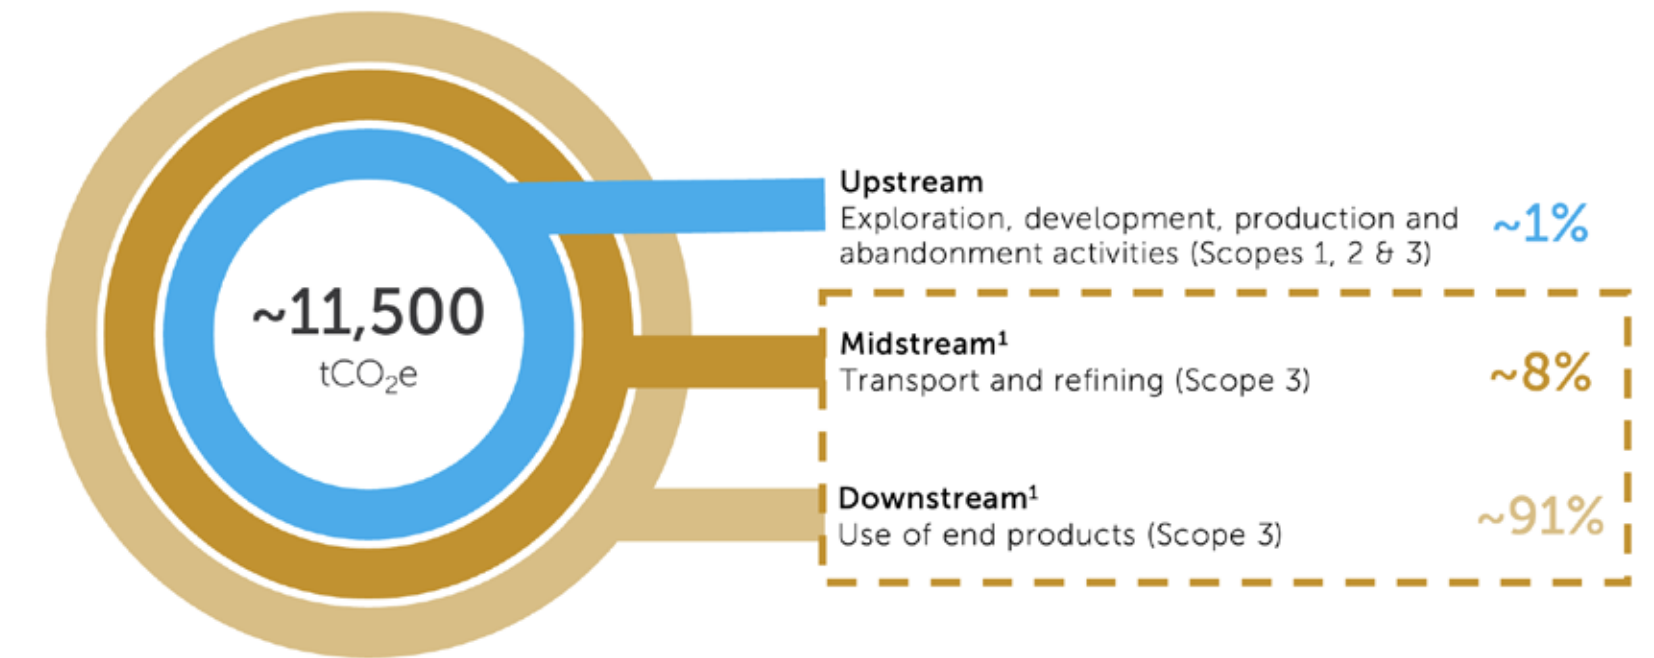 ~11,500
tCO₂e
Upstream
Exploration, development, production and
abandonment activities (Scopes 1, 2 & 3)
~1%
Midstream¹
Transport and refining (Scope 3)
~8%
Downstream¹
Use of end products (Scope 3)
~91%